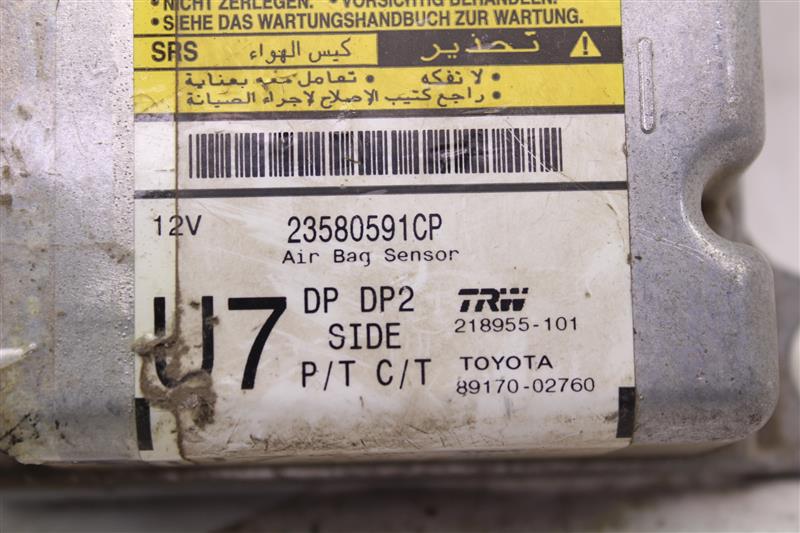 • NICHT ZERLEGEN. • VORSICHTIG BEHANDELN.
• SIEHE DAS WARTUNGSHANDBUCH ZUR WARTUNG.
SRS كيس الهواء تحذير
• لا تفكه • تعامل معه بعناية
• راجع كتيب الإصلاح لاجراء الصيانة
12V 23580591CP
Air Bag Sensor
U7 DP DP2 TRW
218955-101
SIDE
P/T C/T TOYOTA
89170-02760